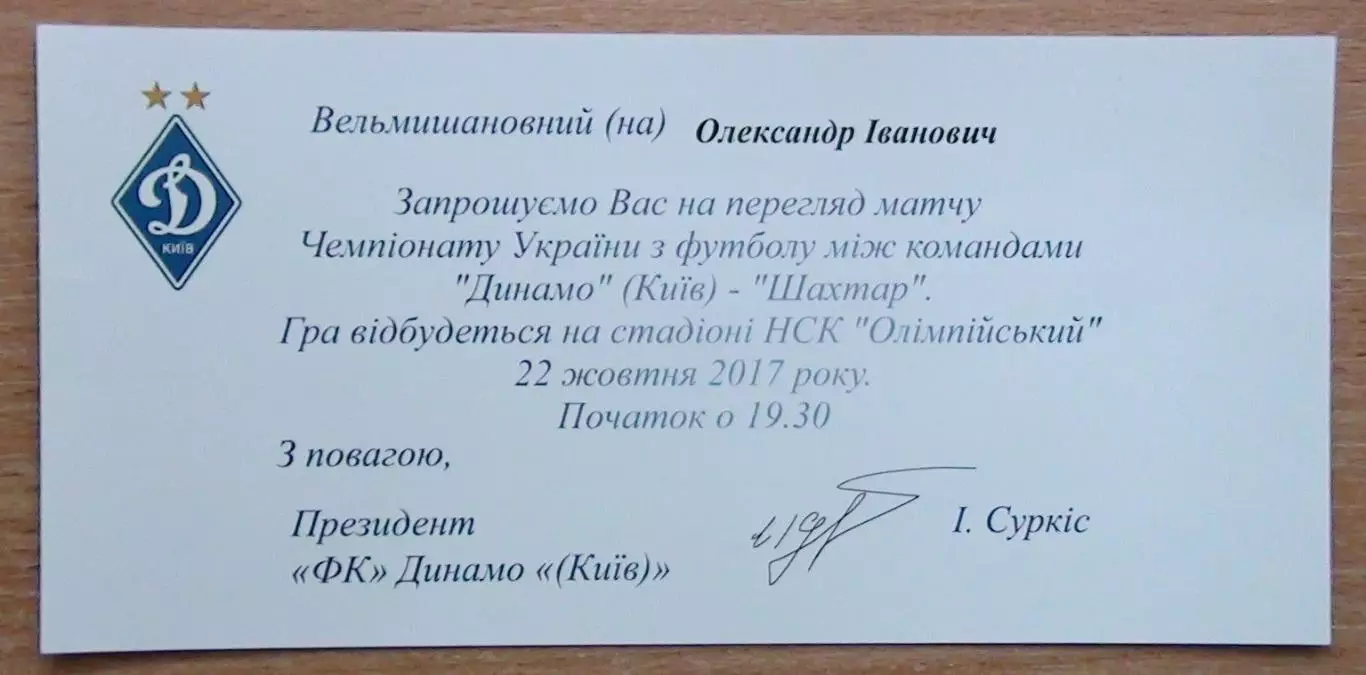 Вельмишановний (на) Олександр Іванович
Запрошуємо Вас на перегляд матчу
Чемпіонату України з футболу між командами
"Динамо" (Київ) - "Шахтар".
Гра відбудеться на стадіоні НСК "Олімпійський"
22 жовтня 2017 року.
Початок о 19.30
З повагою,
Президент
«ФК» Динамо «(Київ)»
І. Суркіс
Д
КИЇВ